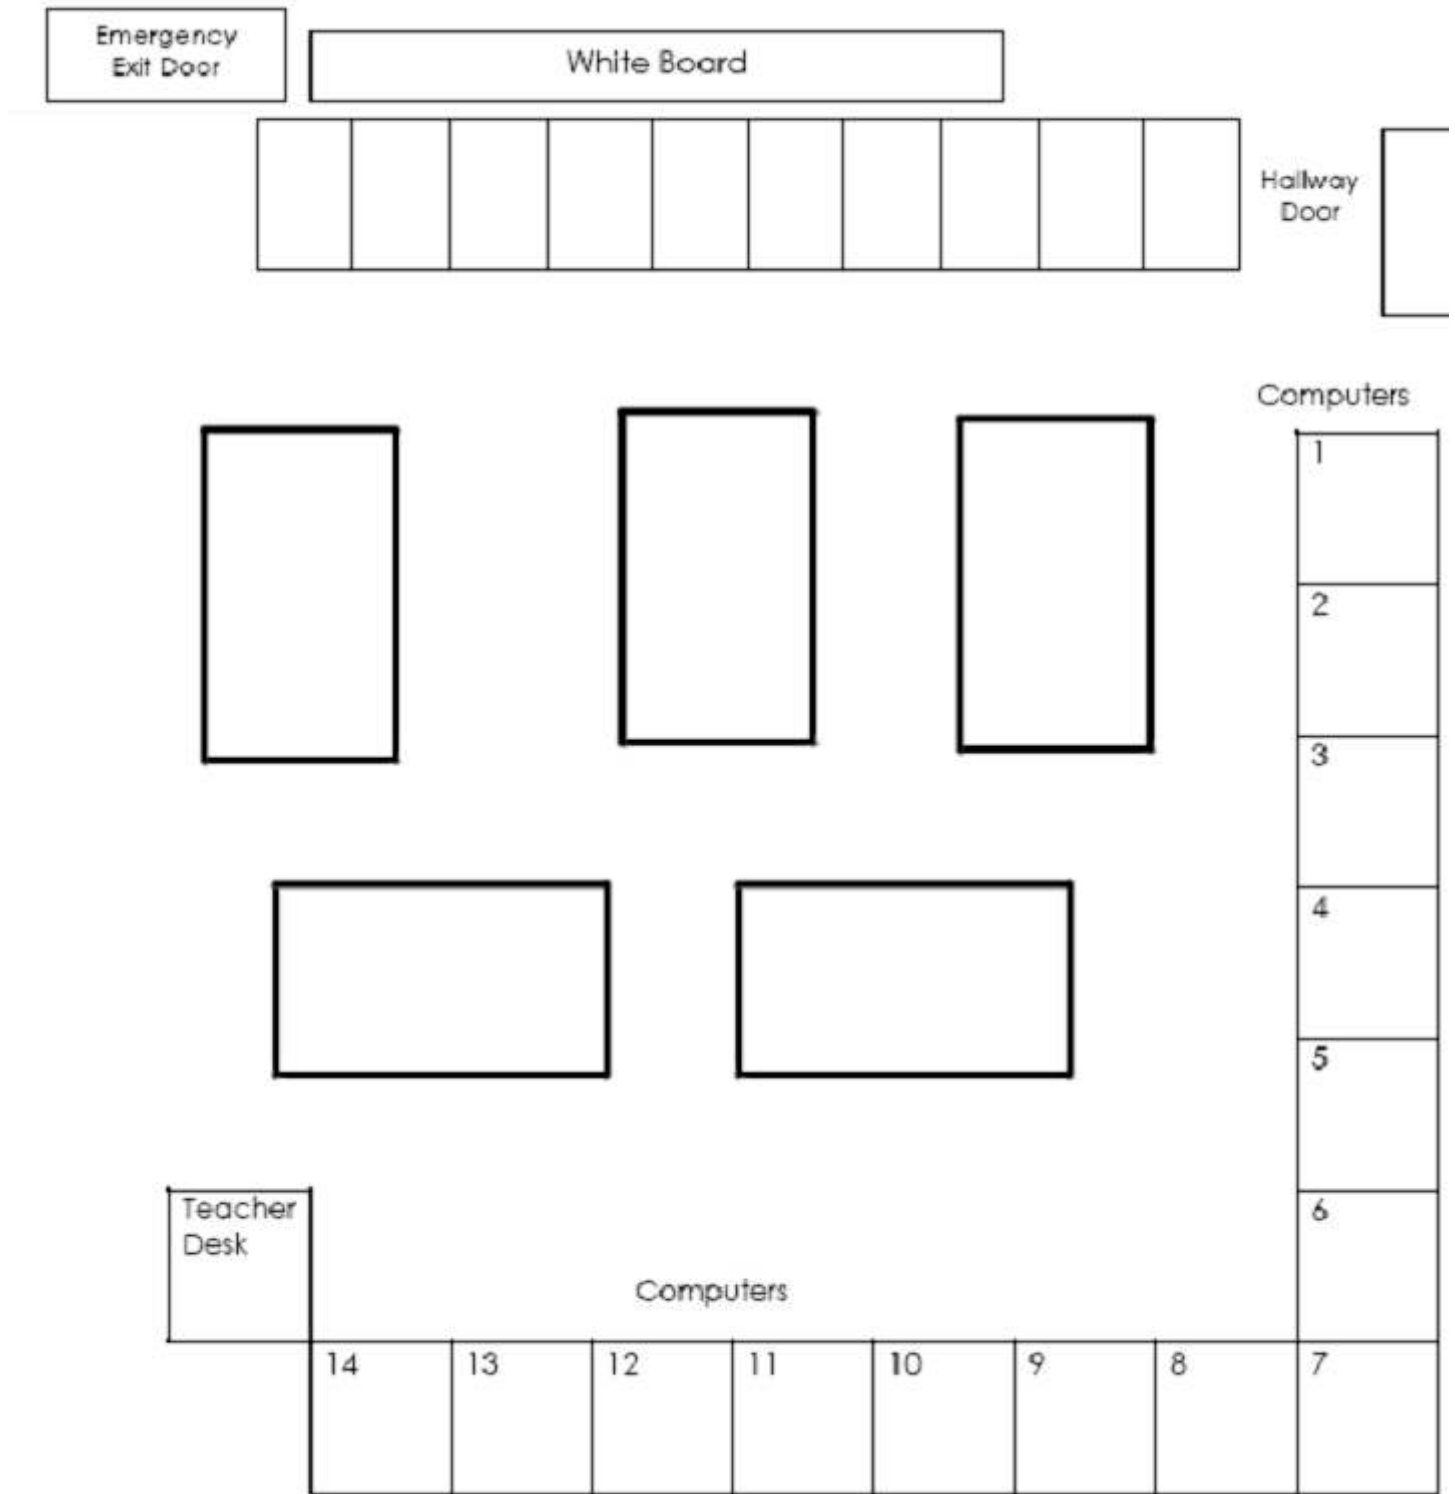 Emergency
Exit Door
White Board
Hallway
Door
Computers
1
2
3
4
5
6
Teacher
Desk
Computers
14 13 12 11 10 9 8 7